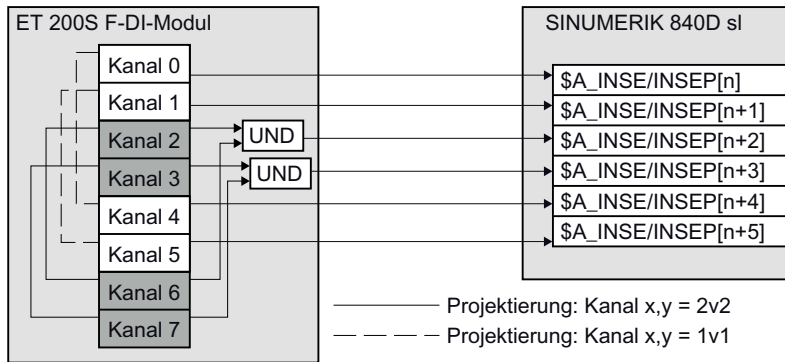 ET 200S F-DI-Modul
SINUMERIK 840D sl
Kanal 0
Kanal 1
Kanal 2
Kanal 3
Kanal 4
Kanal 5
Kanal 6
Kanal 7
UND
UND
$A_INSE/INSEP[n]
$A_INSE/INSEP[n+1]
$A_INSE/INSEP[n+2]
$A_INSE/INSEP[n+3]
$A_INSE/INSEP[n+4]
$A_INSE/INSEP[n+5]
Projektierung: Kanal x,y = 2v2
Projektierung: Kanal x,y = 1v1